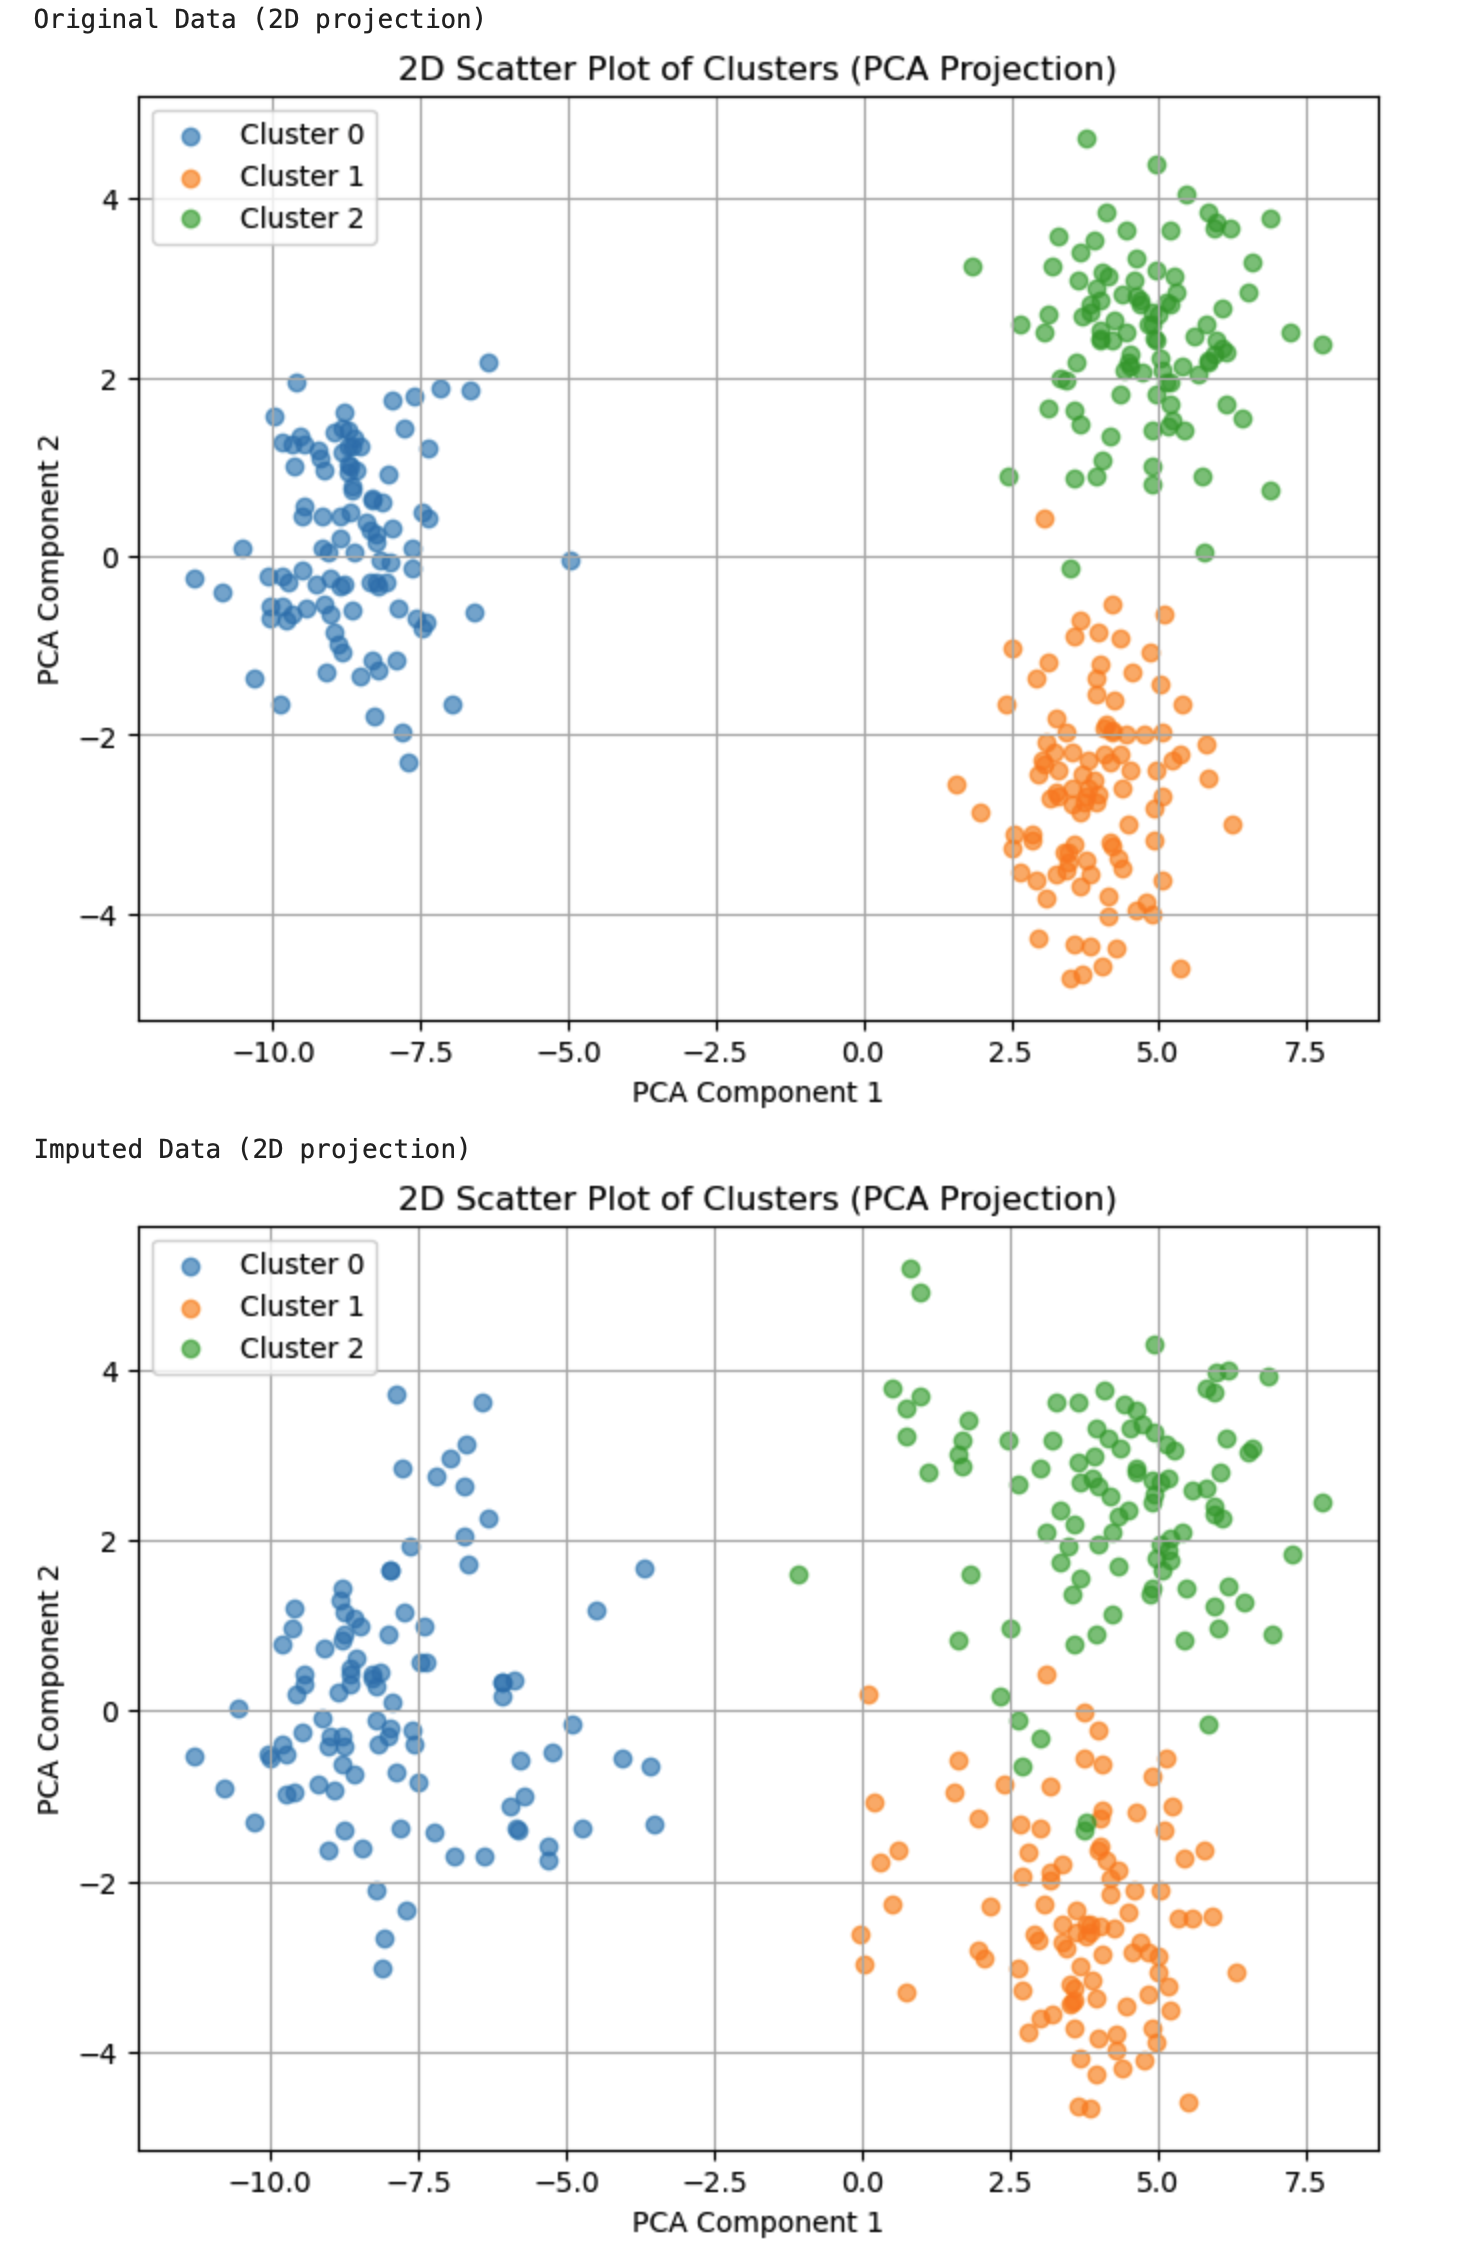 Original Data (2D projection)
2D Scatter Plot of Clusters (PCA Projection)
Cluster 0
Cluster 1
Cluster 2
4
2
0
−2
−4
PCA Component 2
−10.0 −7.5 −5.0 −2.5 0.0 2.5 5.0 7.5
PCA Component 1
Imputed Data (2D projection)
2D Scatter Plot of Clusters (PCA Projection)
Cluster 0
Cluster 1
Cluster 2
4
2
0
−2
−4
PCA Component 2
−10.0 −7.5 −5.0 −2.5 0.0 2.5 5.0 7.5
PCA Component 1